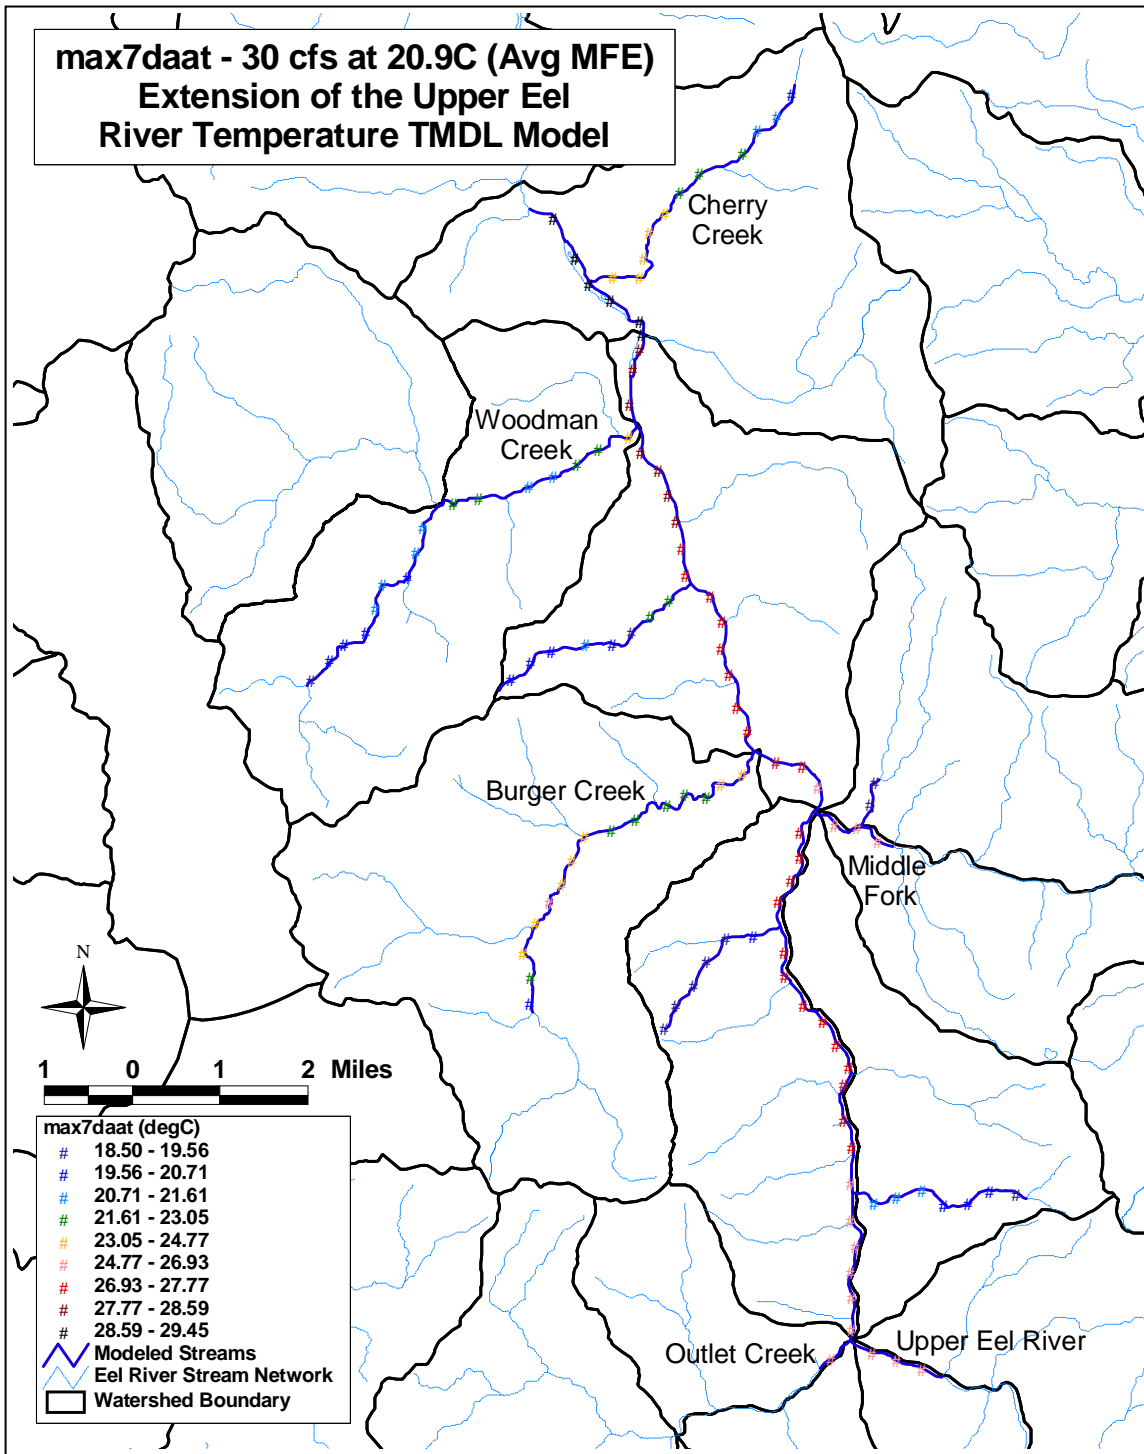 max7daat - 30 cfs at 20.9C (Avg MFE)
Extension of the Upper Eel
River Temperature TMDL Model
Cherry
Creek
Woodman
Creek
Burger Creek
Middle
Fork
N
1 0 1 2 Miles
max7daat (degC)
# 18.50 - 19.56
# 19.56 - 20.71
# 20.71 - 21.61
# 21.61 - 23.05
# 23.05 - 24.77
# 24.77 - 26.93
# 26.93 - 27.77
# 27.77 - 28.59
# 28.59 - 29.45
Modeled Streams
Eel River Stream Network
Watershed Boundary
Outlet Creek
Upper Eel River